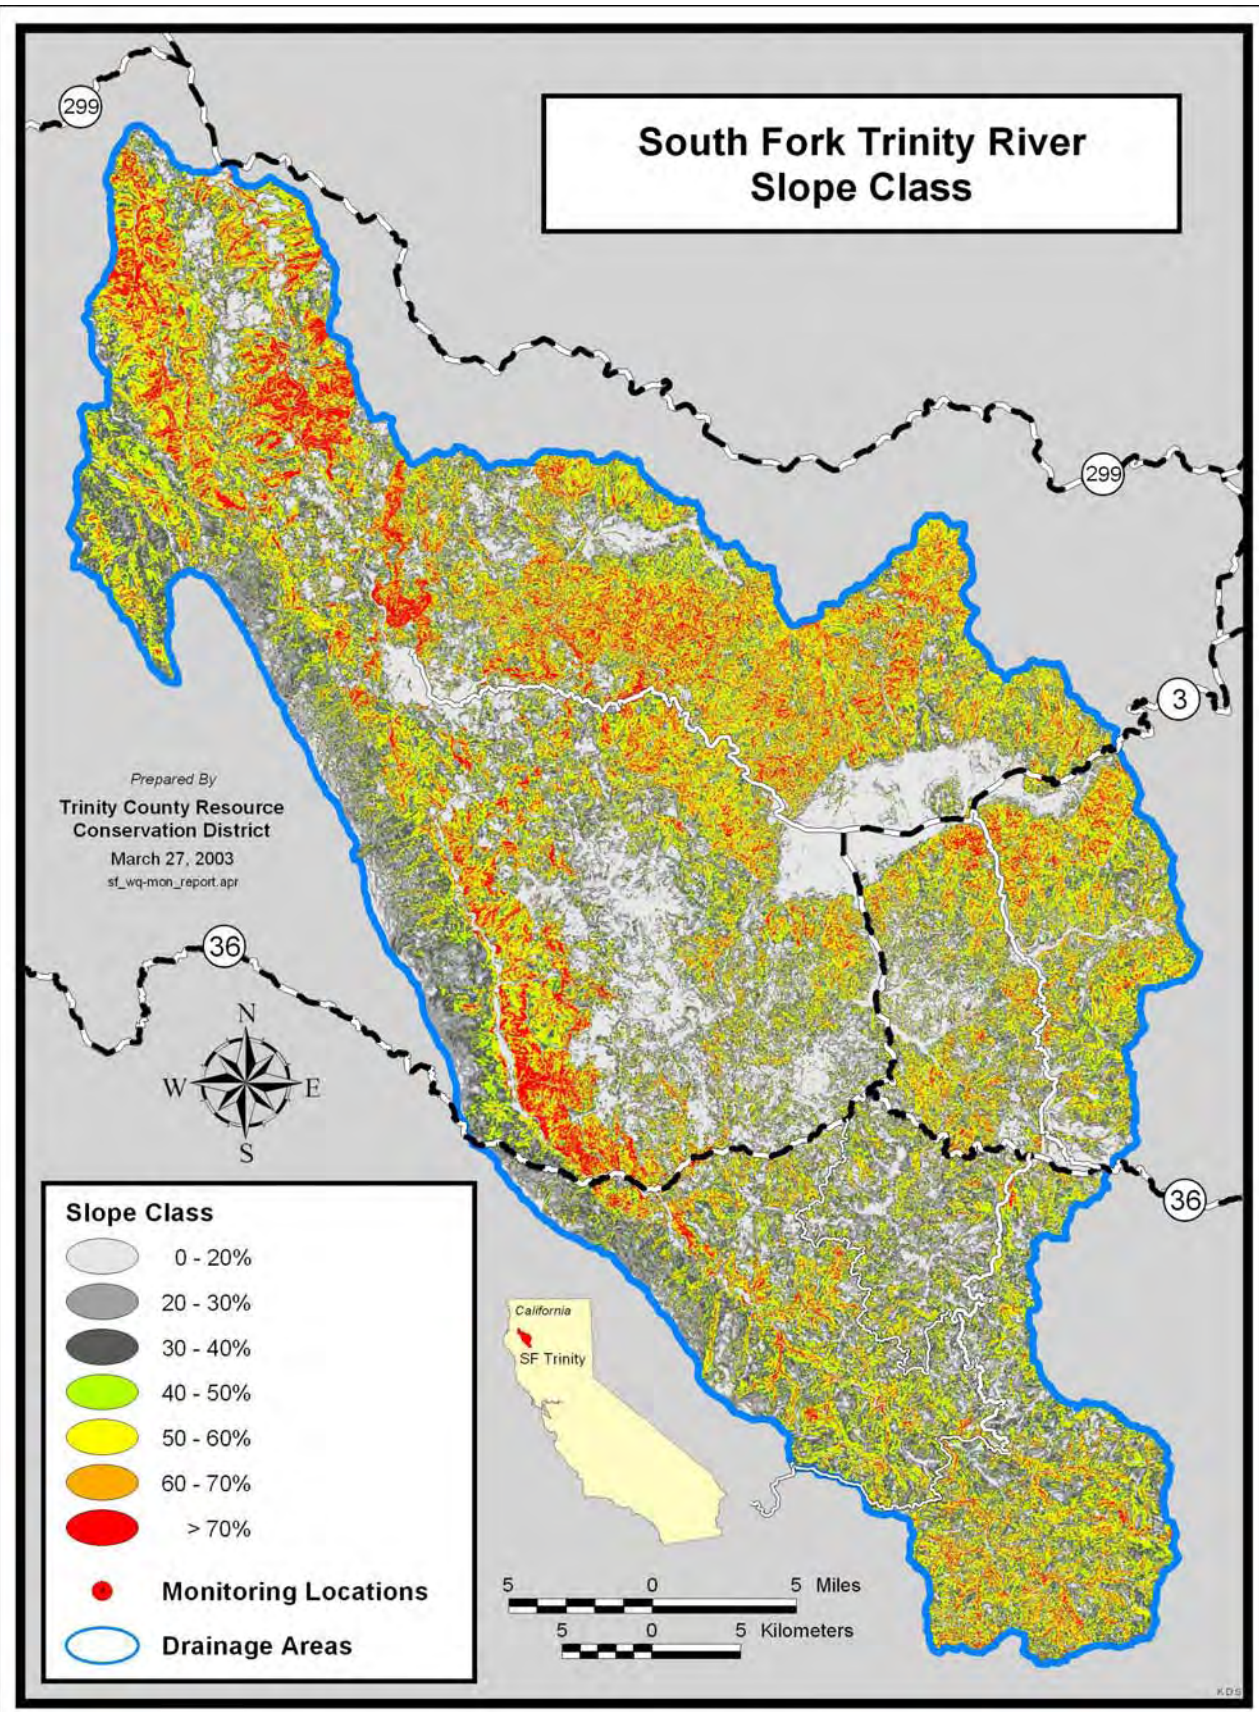 299
South Fork Trinity River
Slope Class
299
3
Prepared By
Trinity County Resource
Conservation District
March 27, 2003
sf_wq-mon_report.apr
36
N
W E
S
36
Slope Class
0 - 20%
20 - 30%
30 - 40%
40 - 50%
50 - 60%
60 - 70%
> 70%
Monitoring Locations
Drainage Areas
California
SF Trinity
5 0 5 Miles
5 0 5 Kilometers
KDS